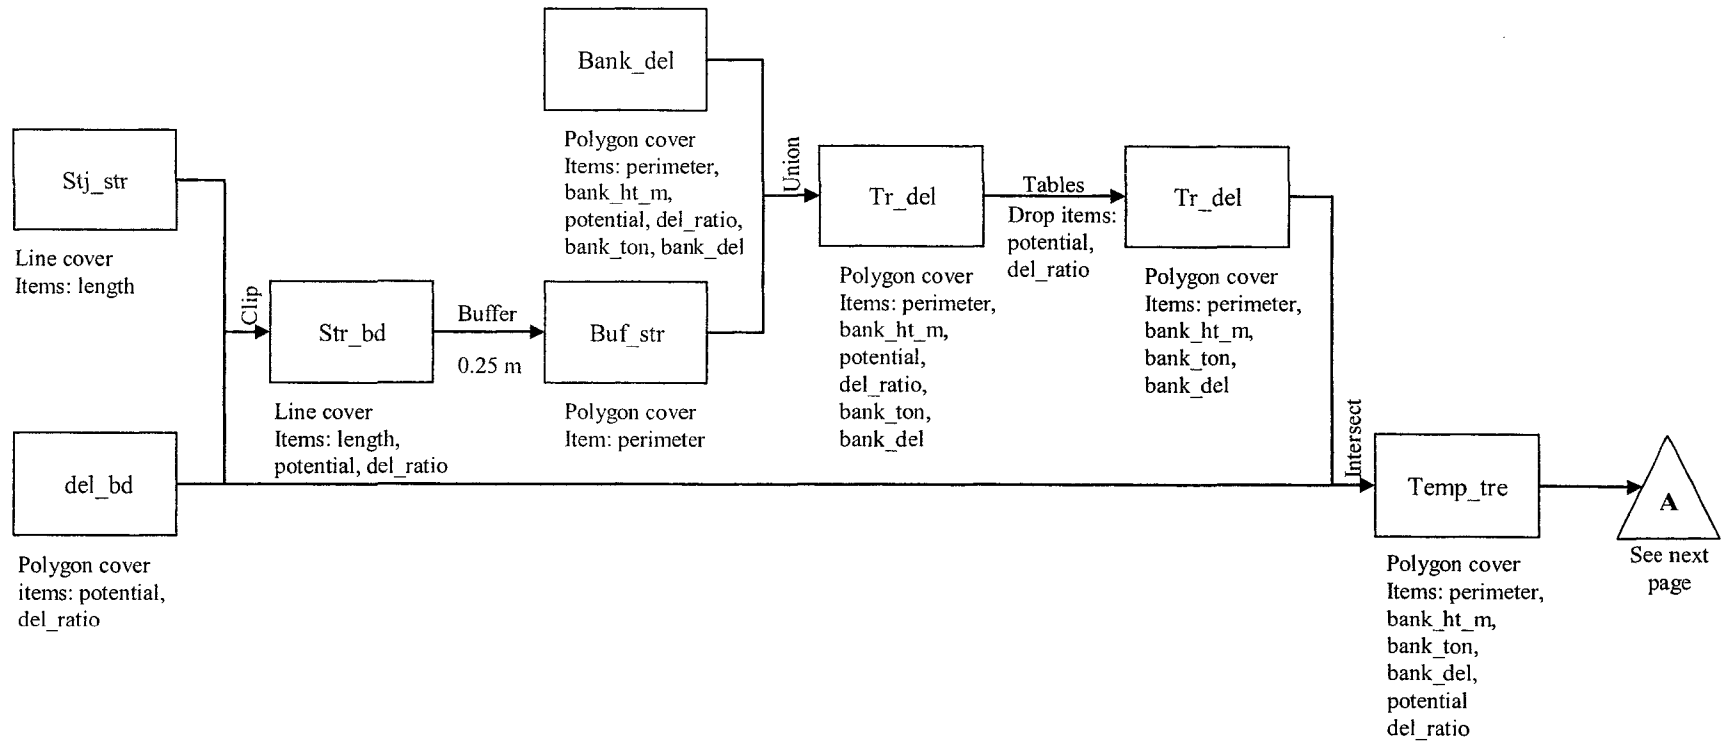 Bank_del
Polygon cover
Items: perimeter,
bank_ht_m,
potential, del_ratio,
bank_ton, bank_del
Stj_str
Line cover
Items: length
Clip
Str_bd
Line cover
Items: length,
potential, del_ratio
Buffer
0.25 m
Buf_str
Polygon cover
Item: perimeter
Union
Tr_del
Polygon cover
Items: perimeter,
bank_ht_m,
potential,
del_ratio,
bank_ton,
bank_del
Tables
Drop items:
potential,
del_ratio
Tr_del
Polygon cover
Items: perimeter,
bank_ht_m,
bank_ton,
bank_del
del_bd
Polygon cover
items: potential,
del_ratio
Intersect
Temp_tre
Polygon cover
Items: perimeter,
bank_ht_m,
bank_ton,
bank_del,
potential
del_ratio
A
See next
page